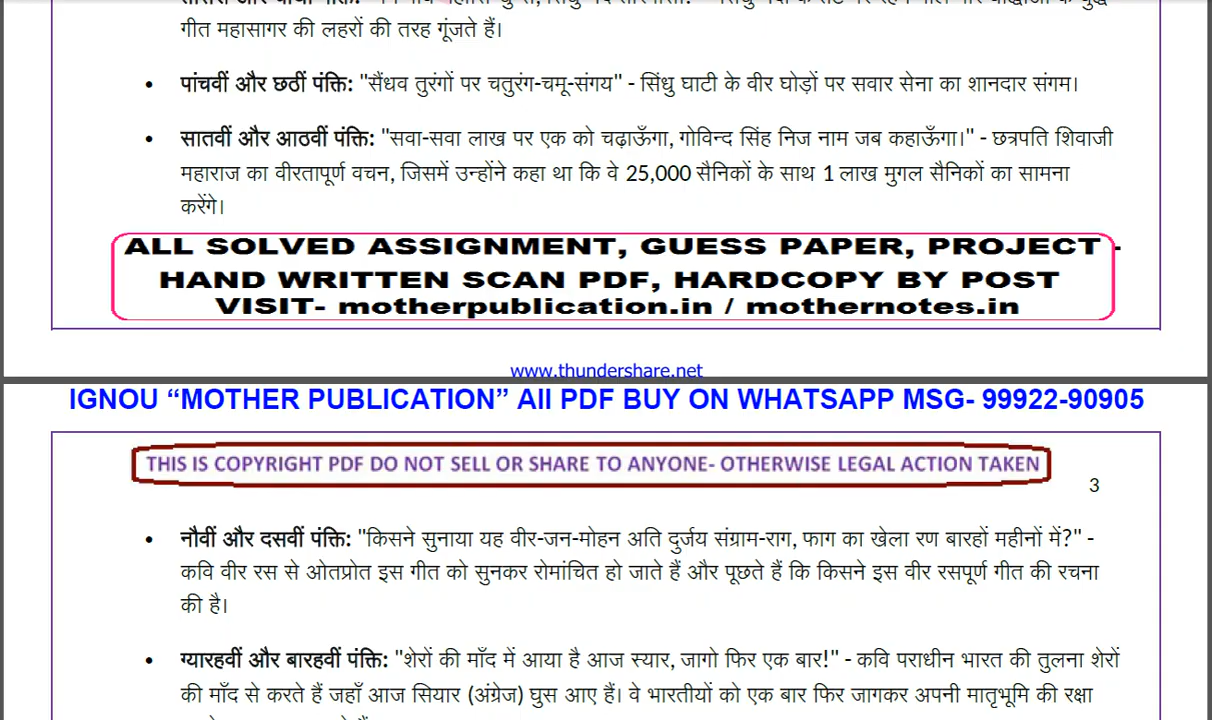 गीत महासागर की लहरों की तरह गूंजते हैं।
• पांचवीं और छठी पंक्ति: "सैंधव तुरंगों पर चतुरंग-चमू-संगय" - सिंधु घाटी के वीर घोड़ों पर सवार सेना का शानदार संगम।
• सातवीं और आठवीं पंक्ति: "सवा-सवा लाख पर एक को चढ़ाऊँगा, गोविन्द सिंह निज नाम जब कहाऊँगा।" - छत्रपति शिवाजी
महाराज का वीरतापूर्ण वचन, जिसमें उन्होंने कहा था कि वे 25,000 सैनिकों के साथ 1 लाख मुगल सैनिकों का सामना
करेंगे।
ALL SOLVED ASSIGNMENT, GUESS PAPER, PROJECT -
HAND WRITTEN SCAN PDF, HARDCOPY BY POST
VISIT- motherpublication.in / mothernotes.in
www.thundershare.net
IGNOU “MOTHER PUBLICATION” All PDF BUY ON WHATSAPP MSG- 99922-90905
THIS IS COPYRIGHT PDF DO NOT SELL OR SHARE TO ANYONE- OTHERWISE LEGAL ACTION TAKEN
3
• नौवीं और दसवीं पंक्ति: "किसने सुनाया यह वीर-जन-मोहन अति दुर्जय संग्राम-राग, फाग का खेला रण बारहों महीनों में?" -
कवि वीर रस से ओतप्रोत इस गीत को सुनकर रोमांचित हो जाते हैं और पूछते हैं कि किसने इस वीर रसपूर्ण गीत की रचना
की है।
• ग्यारहवीं और बारहवीं पंक्ति: "शेरों की माँद में आया है आज स्यार, जागो फिर एक बार!" - कवि पराधीन भारत की तुलना शेरों
की माँद से करते हैं जहाँ आज सियार (अंग्रेज) घुस आए हैं। वे भारतीयों को एक बार फिर जागकर अपनी मातृभूमि की रक्षा